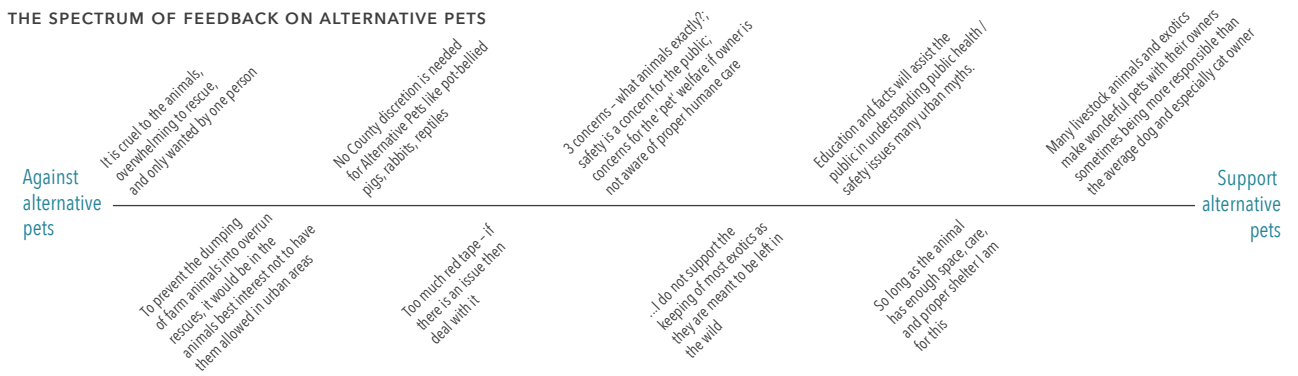 THE SPECTRUM OF FEEDBACK ON ALTERNATIVE PETS
It is cruel to the animals,
overwhelming to rescue,
and only wanted by one person
No County discretion is needed
for Alternative Pets like pot-bellied
pigs, rabbits, reptiles
3 concerns – what animals exactly?;
safety is a concern for the public;
concerns for the 'pet' welfare if owner is
not aware of proper humane care
Education and facts will assist the
public in understanding public health /
safety issues many urban myths.
Many livestock animals and exotics
make wonderful pets with their owners
sometimes being more responsible than
the average dog and especially cat owner
Against
alternative
pets
Support
alternative
pets
To prevent the dumping
of farm animals into overrun
rescues, it would be in the
animals best interest not to have
them allowed in urban areas
Too much red tape – if
there is an issue then
deal with it
...I do not support the
keeping of most exotics as
they are meant to be left in
the wild
So long as the animal
has enough space, care,
and proper shelter I am
for this